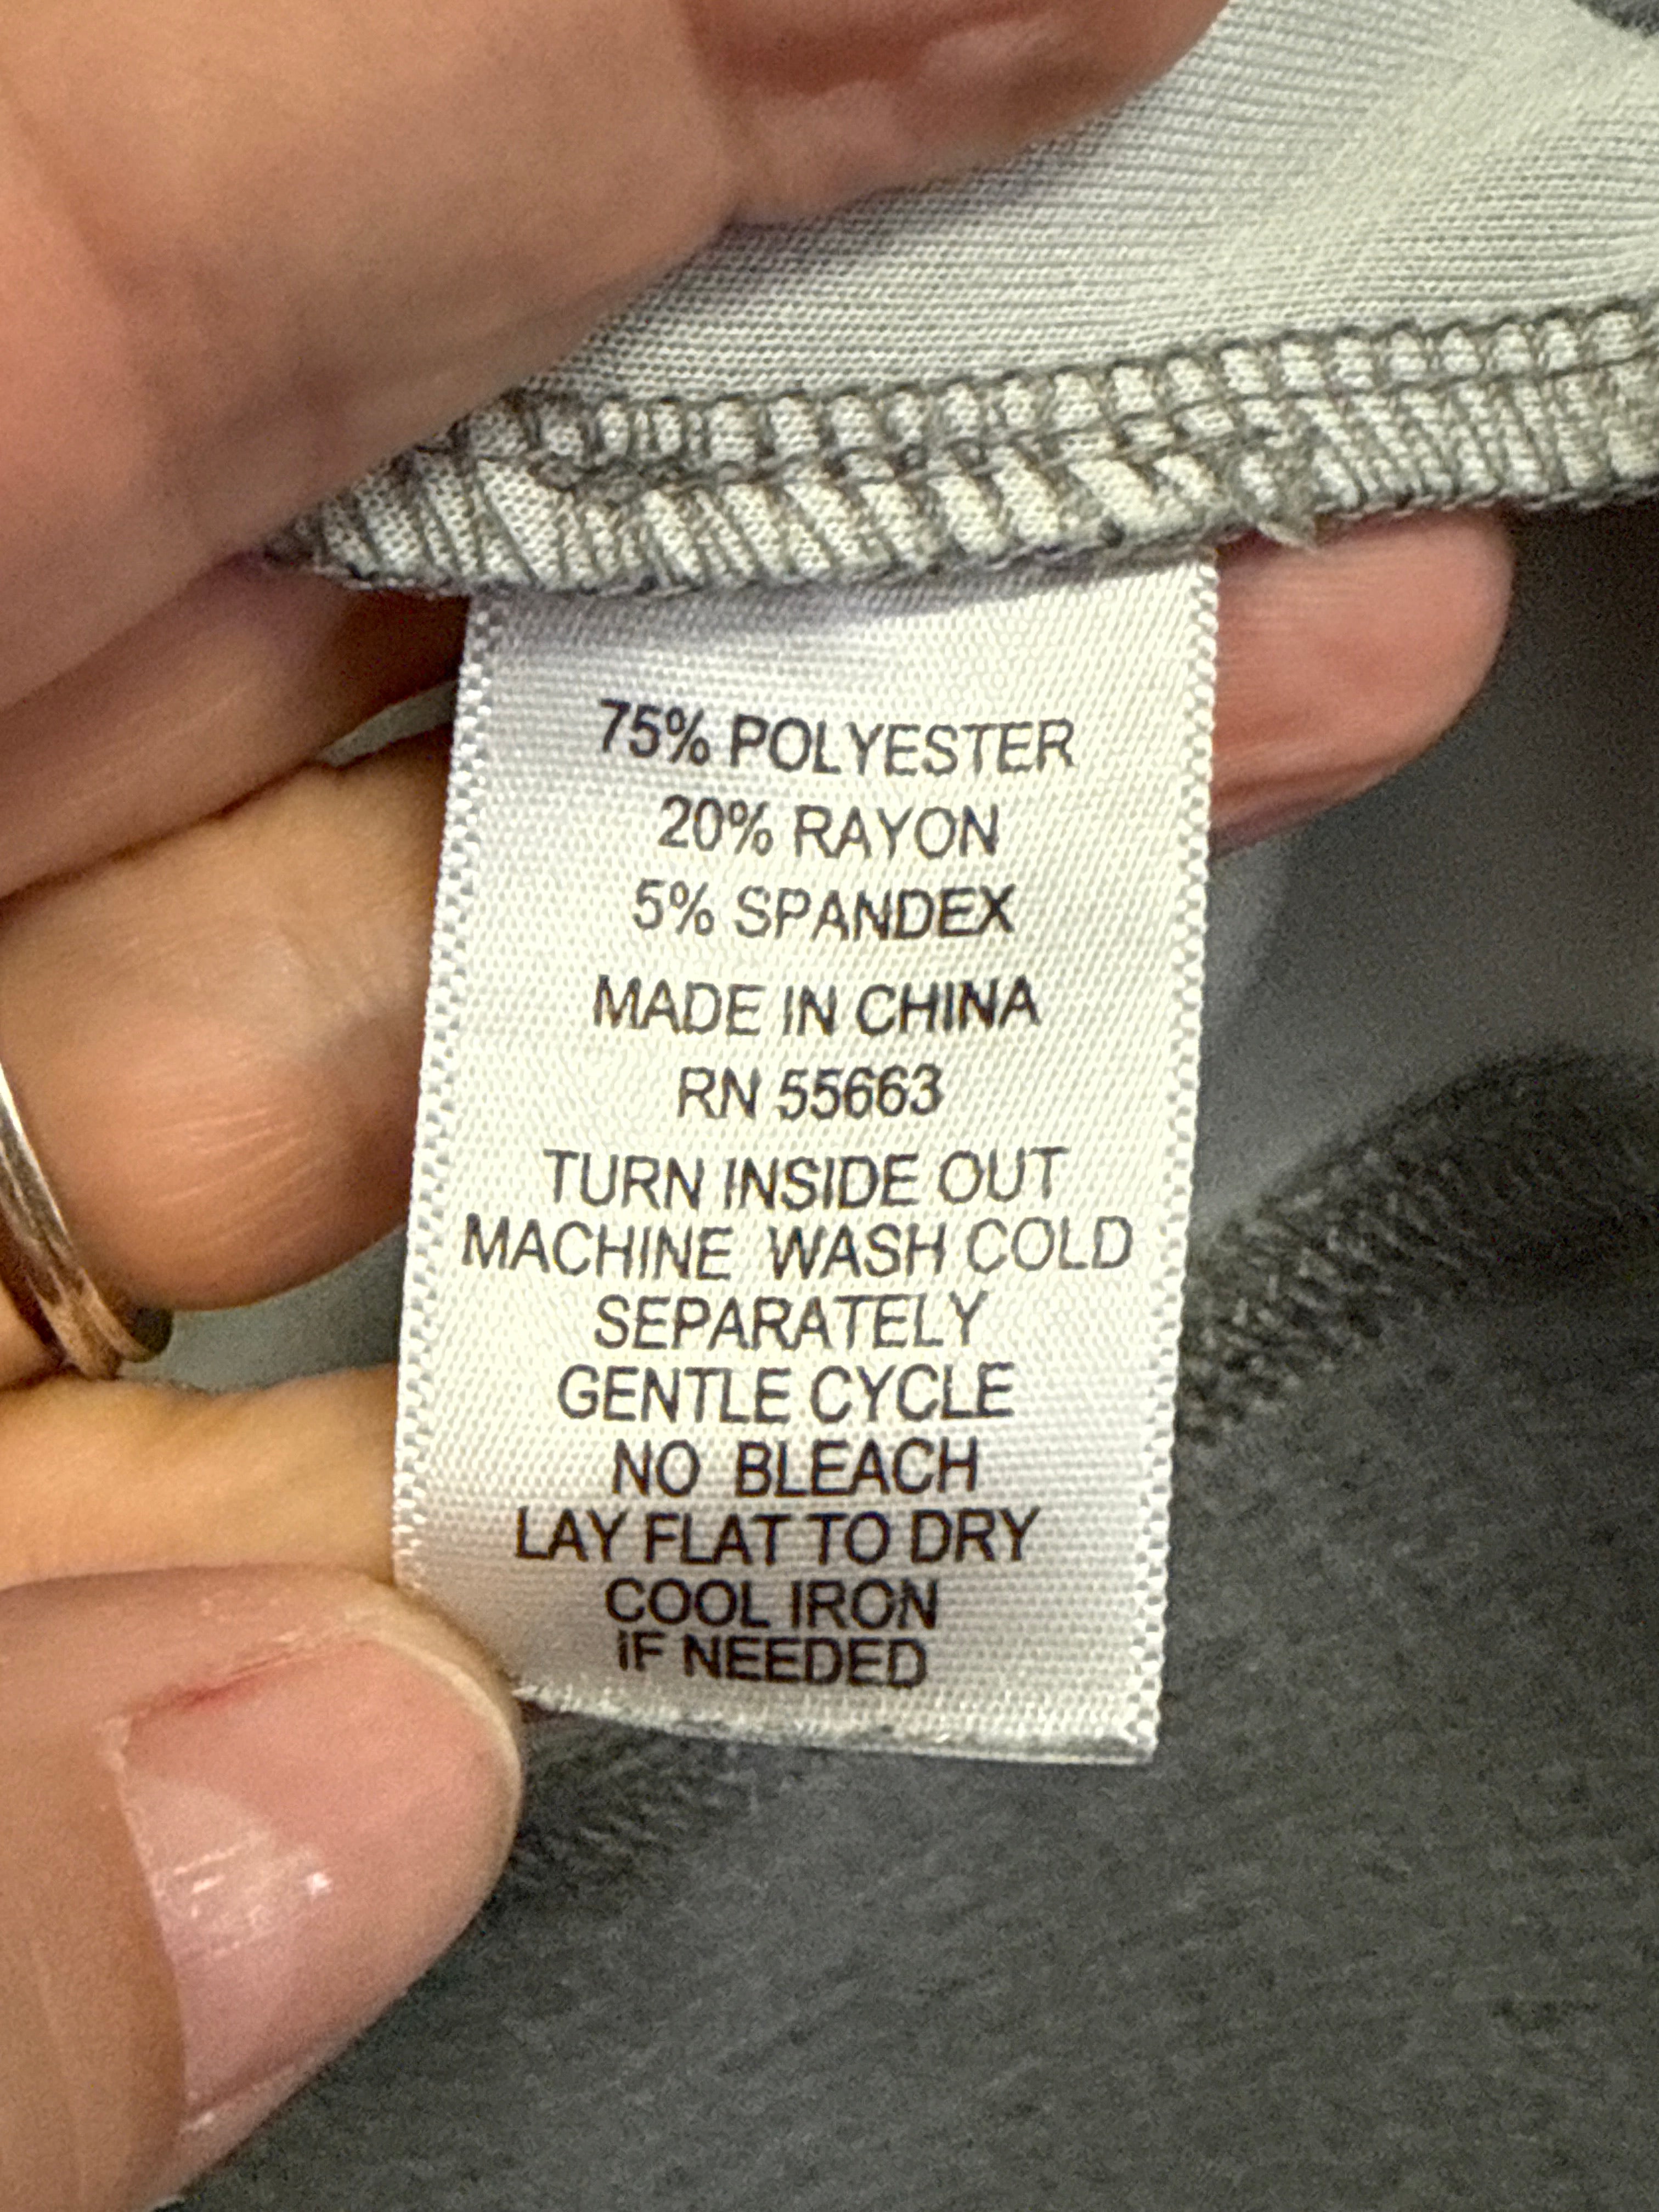 75% POLYESTER
20% RAYON
5% SPANDEX
MADE IN CHINA
RN 55663
TURN INSIDE OUT
MACHINE WASH COLD
SEPARATELY
GENTLE CYCLE
NO BLEACH
LAY FLAT TO DRY
COOL IRON
IF NEEDED